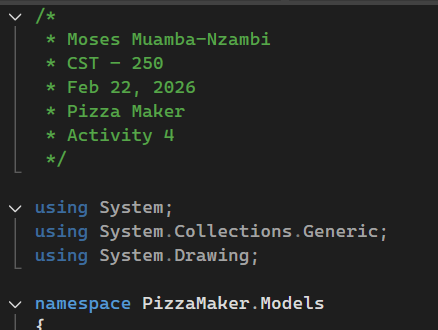 /*
* Moses Muamba-Nzambi
* CST - 250
* Feb 22, 2026
* Pizza Maker
* Activity 4
*/
using System;
using System.Collections.Generic;
using System.Drawing;
namespace PizzaMaker.Models
{